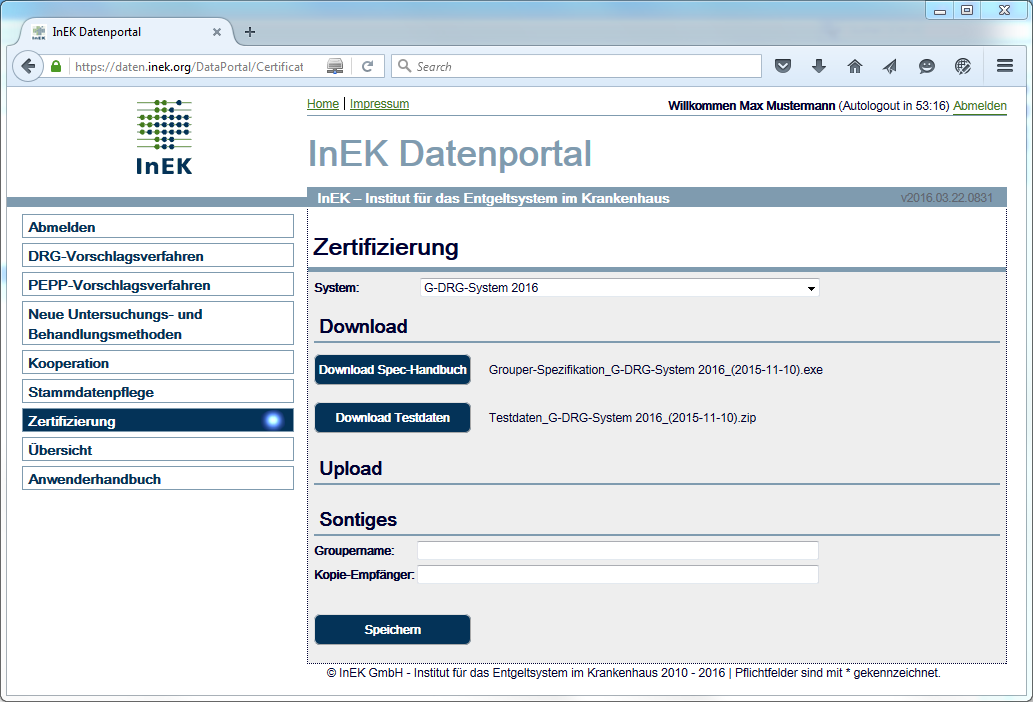 InEK Datenportal
https://daten.inek.org/DataPortal/Certificat
Search
InEK
Home | Impressum
Willkommen Max Mustermann (Autologout in 53:16) Abmelden
InEK Datenportal
InEK – Institut für das Entgeltsystem im Krankenhaus
v2016.03.22.0831
Abmelden
DRG-Vorschlagsverfahren
PEPP-Vorschlagsverfahren
Neue Untersuchungs- und
Behandlungsmethoden
Kooperation
Stammdatenpflege
Zertifizierung
Übersicht
Anwenderhandbuch
Zertifizierung
System: G-DRG-System 2016
Download
Download Spec-Handbuch Grouper-Spezifikation_G-DRG-System 2016_(2015-11-10).exe
Download Testdaten Testdaten_G-DRG-System 2016_(2015-11-10).zip
Upload
Sontiges
Groupername:
Kopie-Empfänger:
Speichern
© InEK GmbH - Institut für das Entgeltsystem im Krankenhaus 2010 - 2016 | Pflichtfelder sind mit * gekennzeichnet.